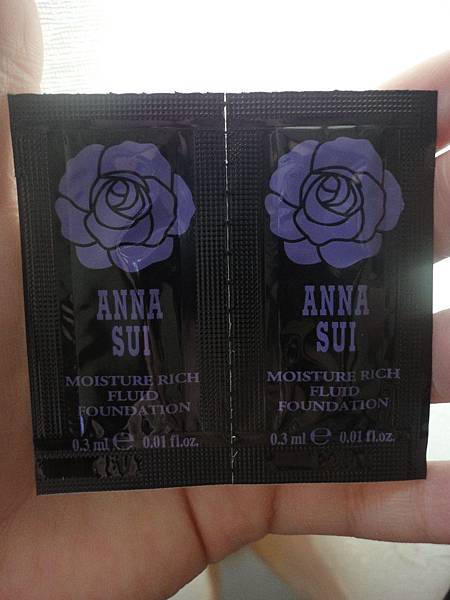 ANNA
SUI
MOISTURE RICH
FLUID
FOUNDATION
0.3 ml ℮ 0.01 fl.oz.
ANNA
SUI
MOISTURE RICH
FLUID
FOUNDATION
0.3 ml ℮ 0.01 fl.oz.